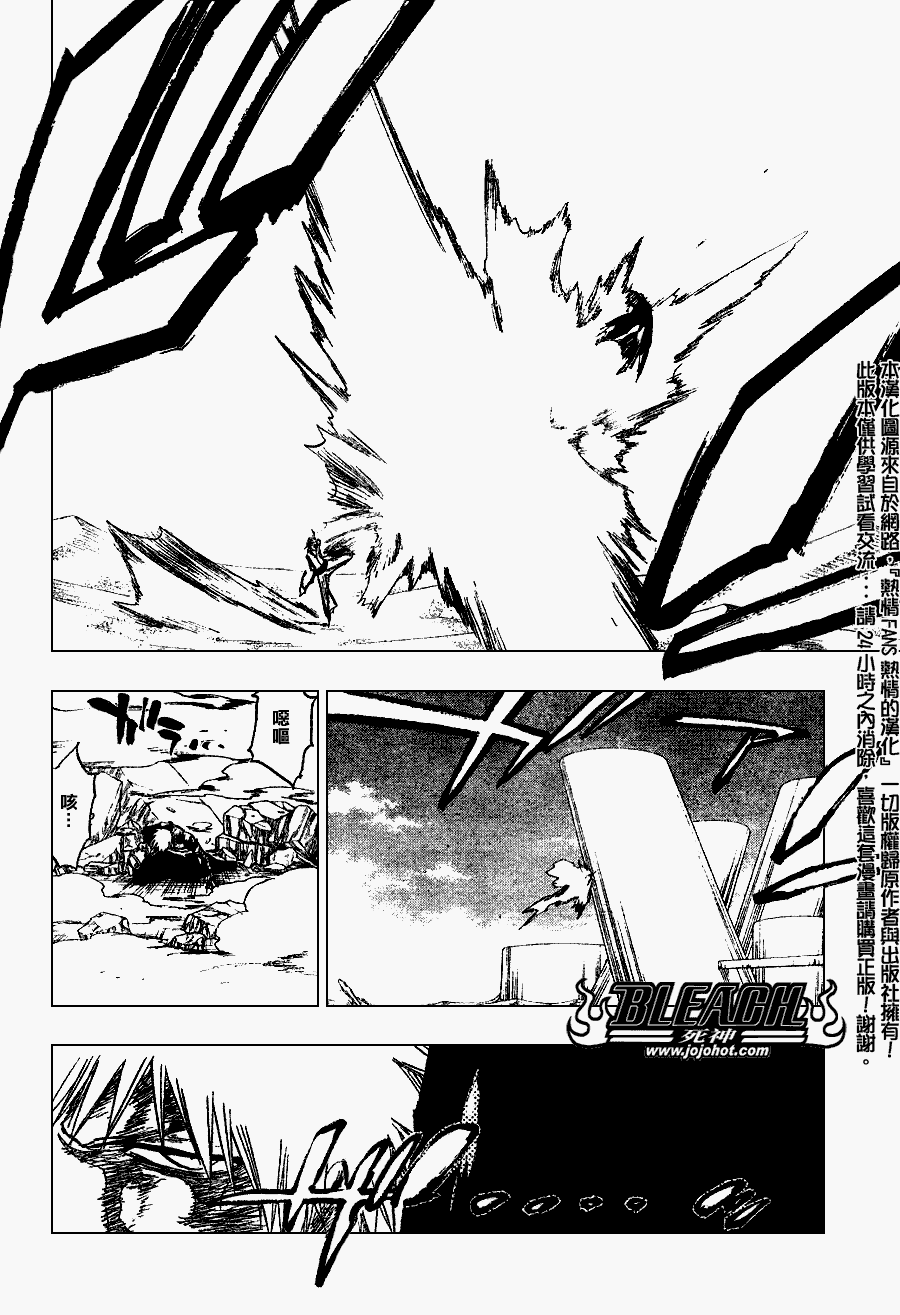 噁嘔
咳…
BLEACH
死神
www.jojohot.com
本漢化圖源來自於網路。『熱情FANS 熱情的漢化』 一切版權歸原作者與出版社擁有！
此版本僅供學習試看交流……請24小時之內消除，喜歡這套漫畫請購買正版！謝謝。